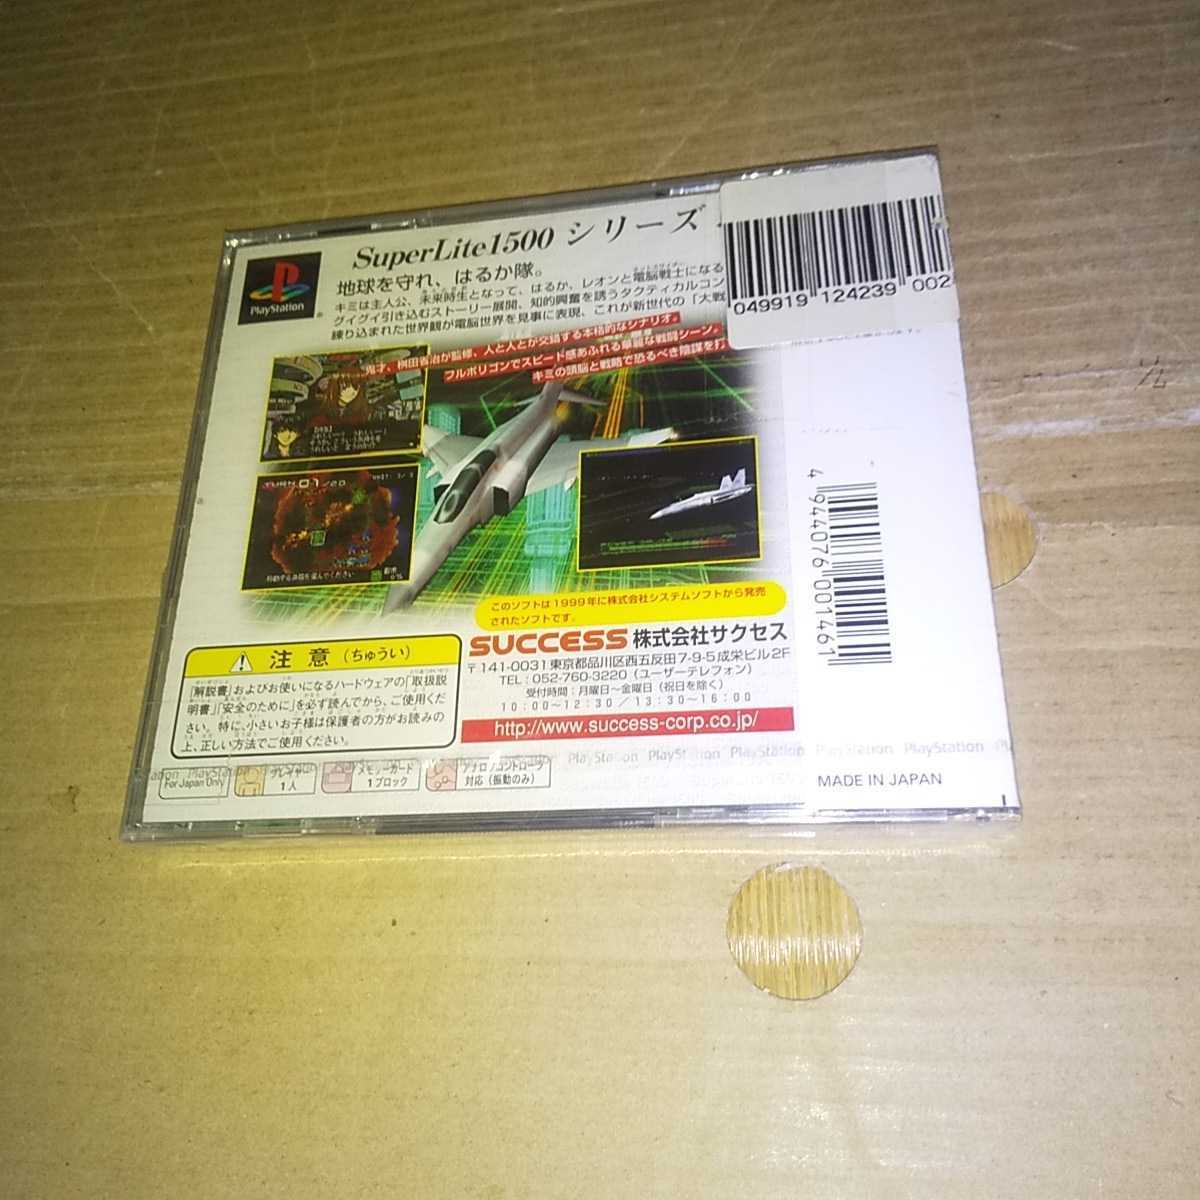 SuperLite1500 シリーズ
PlayStation
地球を守れ、はるか隊。
キミは主人公、未来時生となって、はるか、レオンと電脳戦士になる
グイグイ引き込むストーリー展開、知的興奮を誘うタクティカルコン
練り込まれた世界観が電脳世界を見事に表現、これが新世代の「大戦
049919 124239 002
鬼才、桝田省治が監修、人と人とが交錯する本格的なシナリオ。
フルポリゴンでスピード感あふれる華麗な戦闘シーン。
キミの頭脳と戦略で恐るべき陰謀を打
TURN 01/20
移動する部隊を選んでください
4 944076 001461
このソフトは1999年に株式会社システムソフトから発売
されたソフトです。
SUCCESS 株式会社サクセス
〒141-0031東京都品川区西五反田7-9-5成栄ビル2F
TEL：052-760-3220（ユーザーテレフォン）
受付時間：月曜日〜金曜日（祝日を除く）
10：00〜12：30／13：30〜16：00
http://www.success-corp.co.jp/
注意（ちゅうい）
「解説書」およびお使いになるハードウェアの「取扱説
明書」「安全のために」を必ず読んでから、ご使用くだ
さい。特に、小さいお子様は保護者の方がお読みの
上、正しい方法でご使用ください。
PlayStation PlayStation PlayStation PlayStation PlayStation
For Japan Only
プレイヤー
1人
メモリーカード
1ブロック
アナログコントローラ
対応（振動のみ）
MADE IN JAPAN